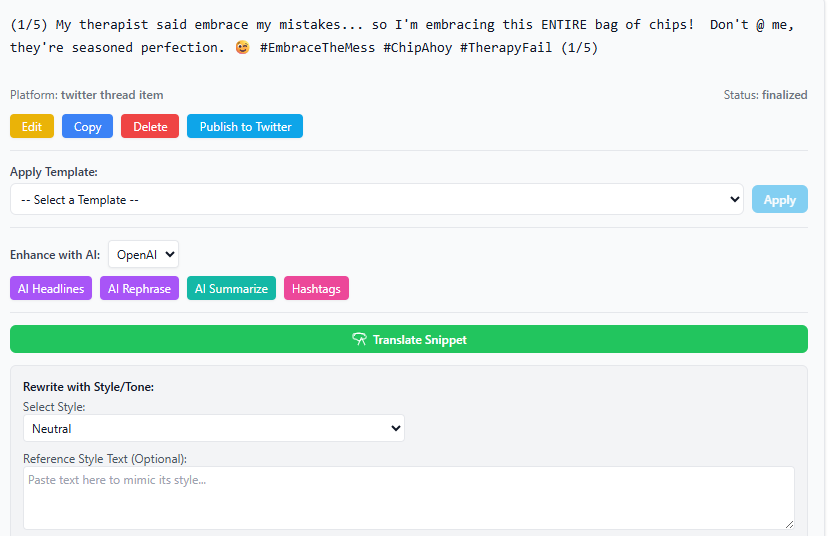 (1/5) My therapist said embrace my mistakes... so I'm embracing this ENTIRE bag of chips!  Don't @ me,
they're seasoned perfection. 😉 #EmbraceTheMess #ChipAhoy #TherapyFail (1/5)
Platform: twitter thread item
Status: finalized
Edit
Copy
Delete
Publish to Twitter
Apply Template:
-- Select a Template --
Apply
Enhance with AI:
OpenAI
AI Headlines
AI Rephrase
AI Summarize
Hashtags
Translate Snippet
Rewrite with Style/Tone:
Select Style:
Neutral
Reference Style Text (Optional):
Paste text here to mimic its style...